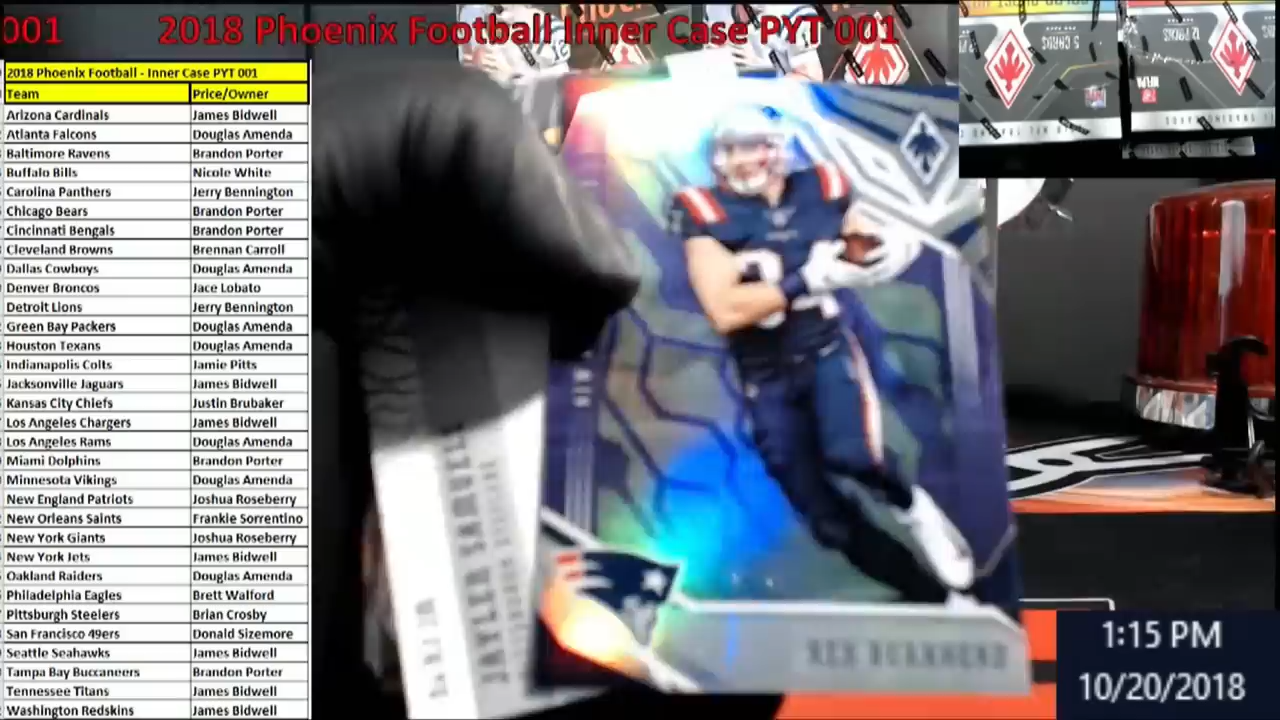 001 2018 Phoenix Football Inner Case PYT 001
2018 Phoenix Football - Inner Case PYT 001
Team Price/Owner
Arizona Cardinals James Bidwell
Atlanta Falcons Douglas Amenda
Baltimore Ravens Brandon Porter
Buffalo Bills Nicole White
Carolina Panthers Jerry Bennington
Chicago Bears Brandon Porter
Cincinnati Bengals Brandon Porter
Cleveland Browns Brennan Carroll
Dallas Cowboys Douglas Amenda
Denver Broncos Jace Lobato
Detroit Lions Jerry Bennington
Green Bay Packers Douglas Amenda
Houston Texans Douglas Amenda
Indianapolis Colts Jamie Pitts
Jacksonville Jaguars James Bidwell
Kansas City Chiefs Justin Brubaker
Los Angeles Chargers James Bidwell
Los Angeles Rams Douglas Amenda
Miami Dolphins Brandon Porter
Minnesota Vikings Douglas Amenda
New England Patriots Joshua Roseberry
New Orleans Saints Frankie Sorrentino
New York Giants Joshua Roseberry
New York Jets James Bidwell
Oakland Raiders Douglas Amenda
Philadelphia Eagles Brett Walford
Pittsburgh Steelers Brian Crosby
San Francisco 49ers Donald Sizemore
Seattle Seahawks James Bidwell
Tampa Bay Buccaneers Brandon Porter
Tennessee Titans James Bidwell
Washington Redskins James Bidwell
5 CARDS
12 PACKS
NFL
JAYLEN SAMUELS
REX BURKHEAD
1:15 PM
10/20/2018